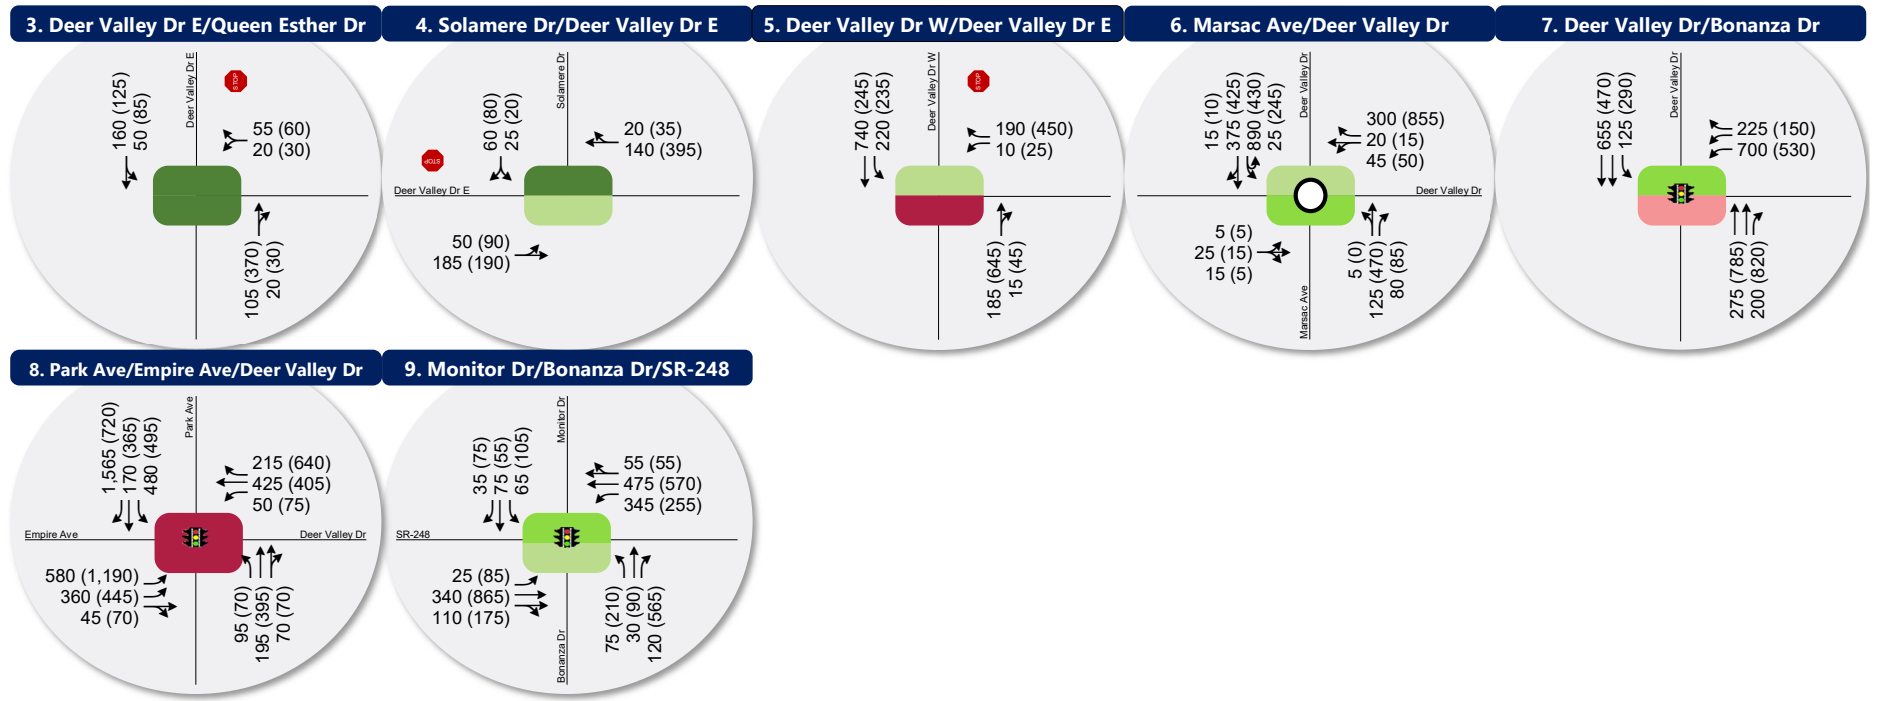 3. Deer Valley Dr E/Queen Esther Dr
160 (125)
50 (85)
Deer Valley Dr E
STOP
55 (60)
20 (30)
105 (370)
20 (30)
4. Solamere Dr/Deer Valley Dr E
STOP
60 (80)
25 (20)
Solamere Dr
20 (35)
140 (395)
Deer Valley Dr E
50 (90)
185 (190)
5. Deer Valley Dr W/Deer Valley Dr E
740 (245)
220 (235)
Deer Valley Dr W
STOP
190 (450)
10 (25)
185 (645)
15 (45)
6. Marsac Ave/Deer Valley Dr
15 (10)
375 (425)
890 (430)
25 (245)
Deer Valley Dr
300 (855)
20 (15)
45 (50)
Deer Valley Dr
5 (5)
25 (15)
15 (5)
Marsac Ave
5 (0)
125 (470)
80 (85)
7. Deer Valley Dr/Bonanza Dr
655 (470)
125 (290)
Deer Valley Dr
225 (150)
700 (530)
275 (785)
200 (820)
8. Park Ave/Empire Ave/Deer Valley Dr
1,565 (720)
170 (365)
480 (495)
Park Ave
215 (640)
425 (405)
50 (75)
Empire Ave
Deer Valley Dr
580 (1,190)
360 (445)
45 (70)
95 (70)
195 (395)
70 (70)
9. Monitor Dr/Bonanza Dr/SR-248
35 (75)
75 (55)
65 (105)
Monitor Dr
55 (55)
475 (570)
345 (255)
SR-248
25 (85)
340 (865)
110 (175)
Bonanza Dr
75 (210)
30 (90)
120 (565)